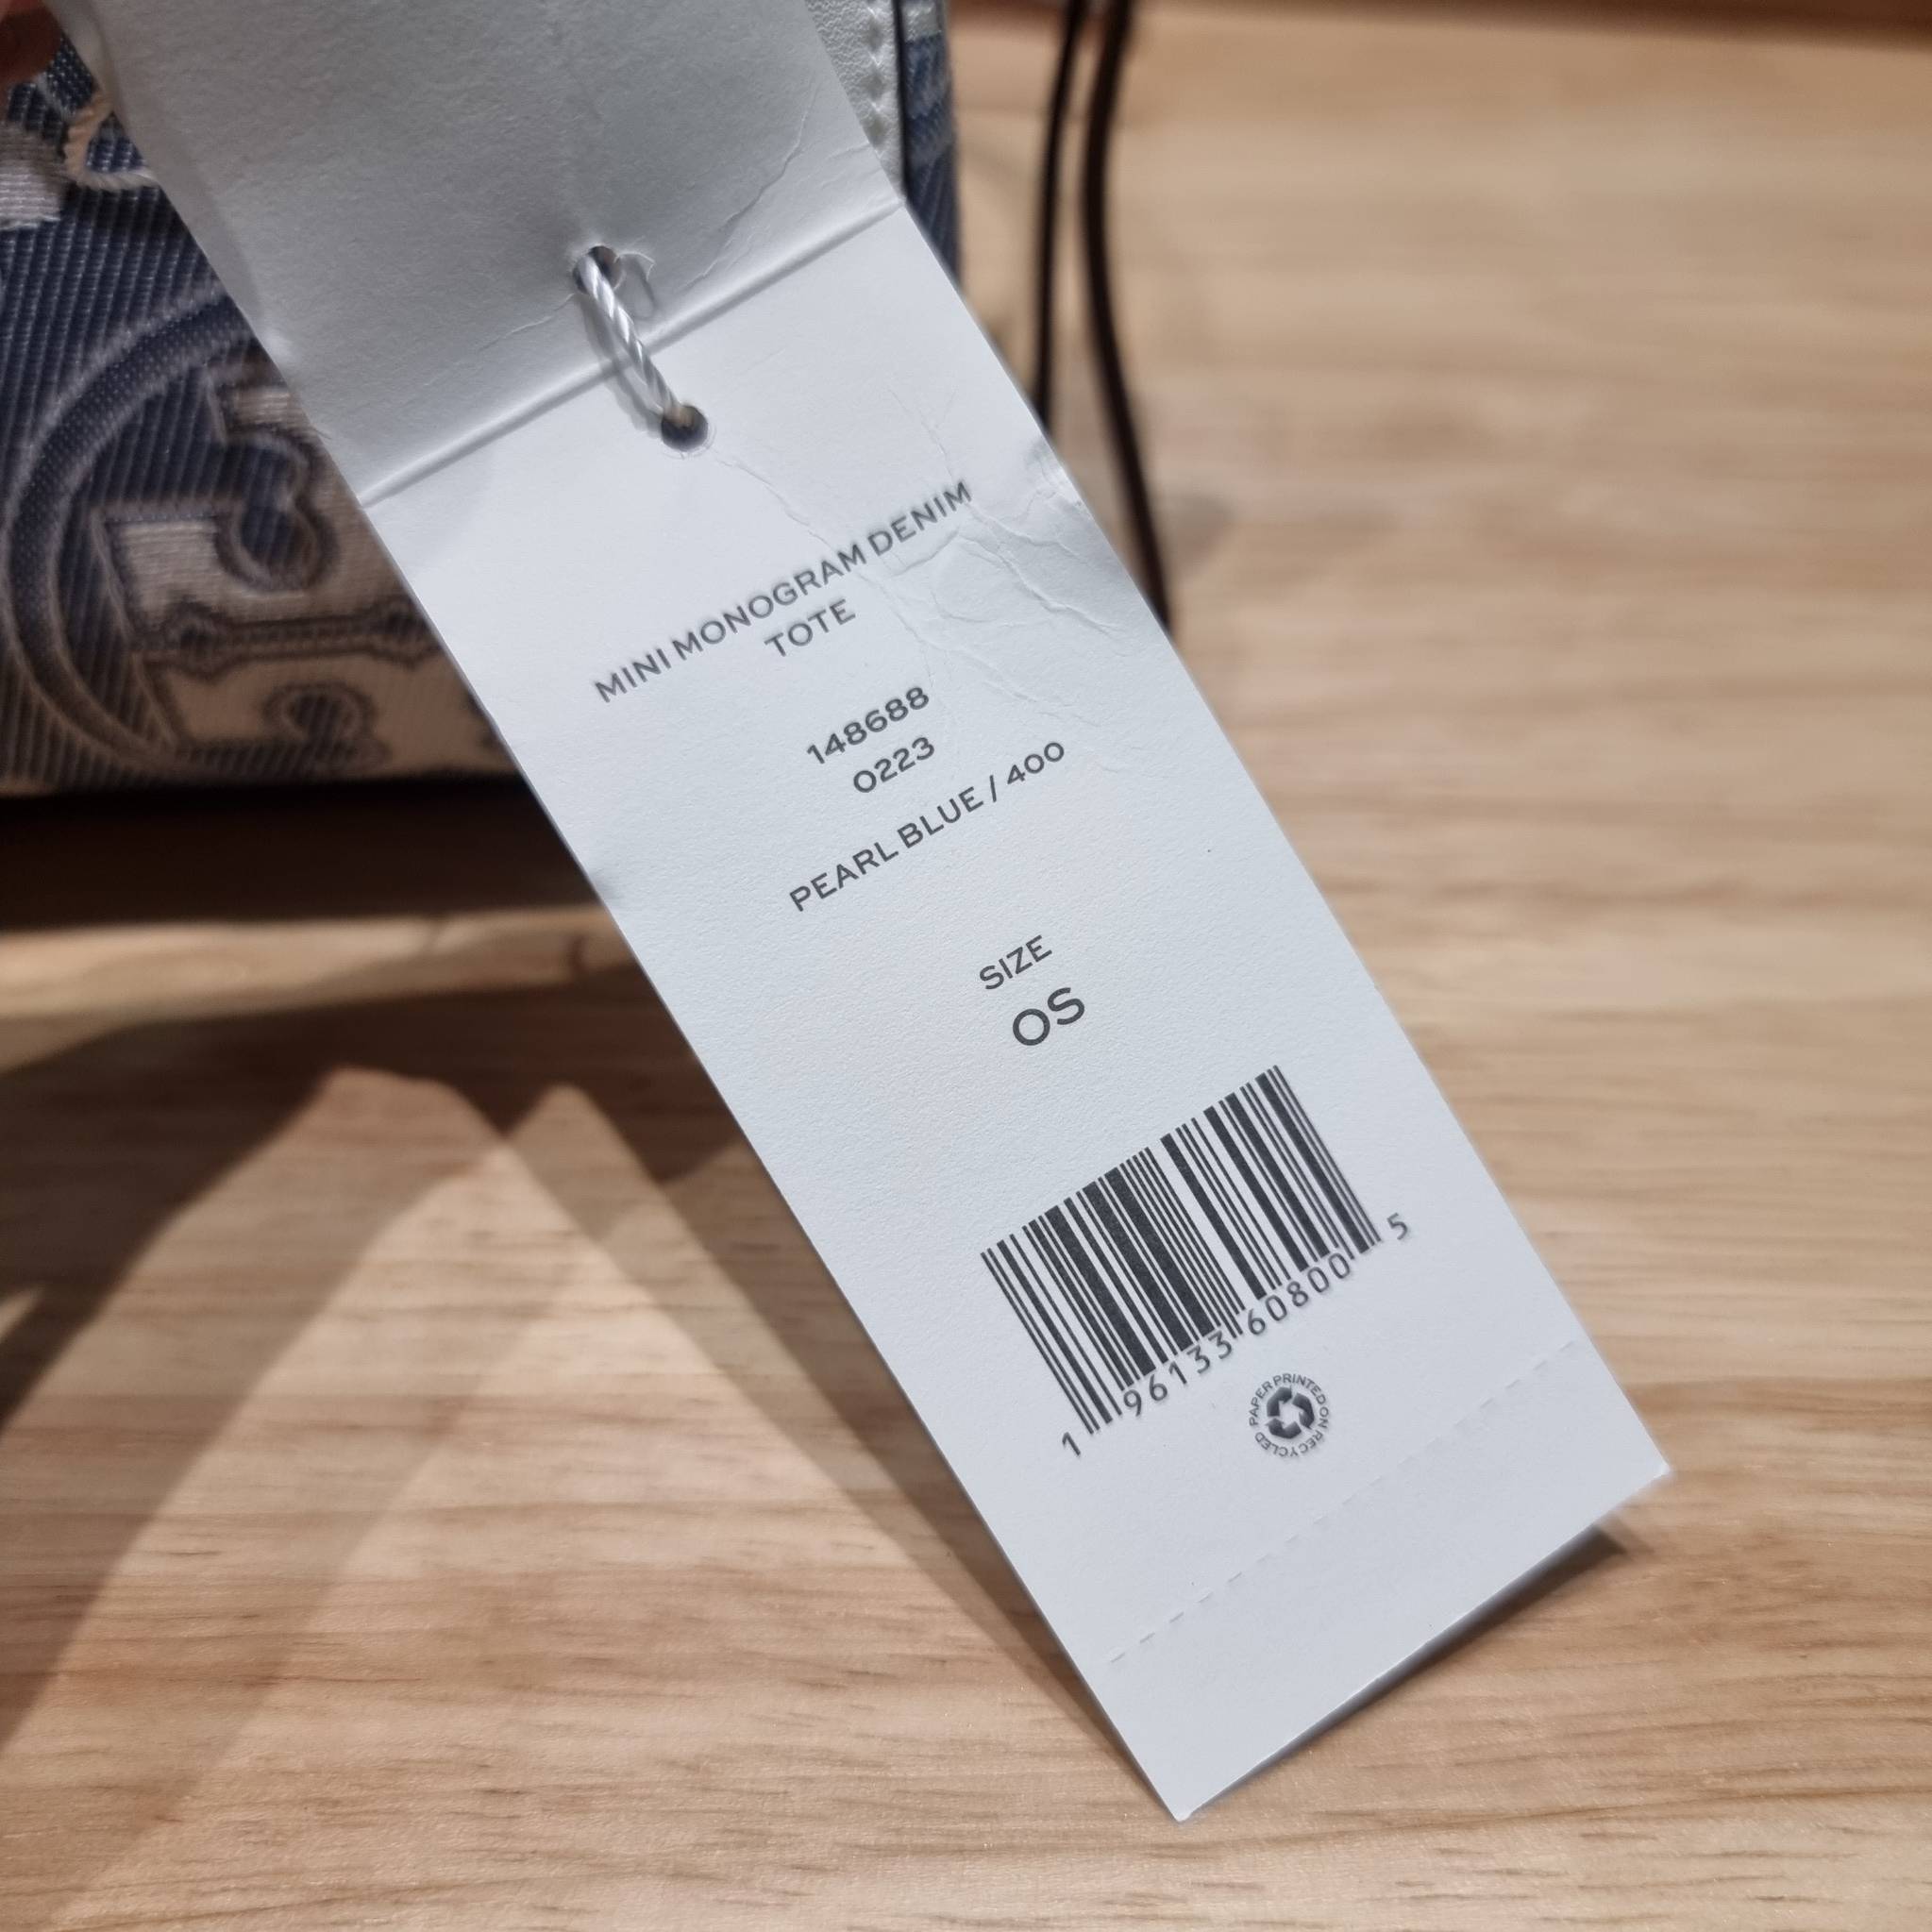 MINI MONOGRAM DENIM
TOTE
148688
0223
PEARL BLUE / 400
SIZE
OS
1 96133 60800 5
PAPER PRINTED ON RECYCLED